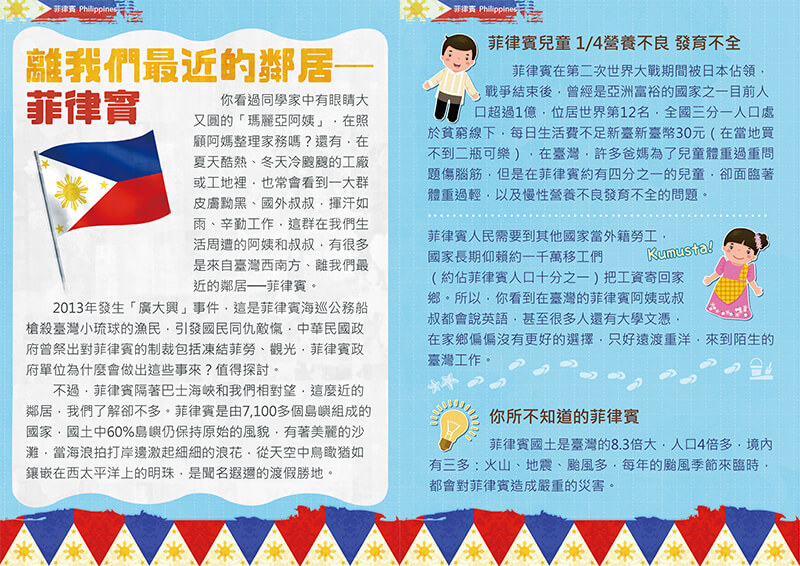 菲律賓 Philippines
離我們最近的鄰居──
菲律賓
你看過同學家中有眼睛大
又圓的「瑪麗亞阿姨」，在照
顧阿嬤整理家務嗎？還有，在
夏天酷熱、冬天冷颼颼的工廠
或工地裡，也常會看到一大群
皮膚黝黑、國外叔叔，揮汗如
雨、辛勤工作，這群在我們生
活周遭的阿姨和叔叔，有很多
是來自臺灣西南方、離我們最
近的鄰居──菲律賓。
2013年發生「廣大興」事件，這是菲律賓海巡公務船
槍殺臺灣小琉球的漁民，引發國民同仇敵愾，中華民國政
府曾祭出對菲律賓的制裁包括凍結菲勞、觀光，菲律賓政
府單位為什麼會做出這些事來？值得探討。
不過，菲律賓隔著巴士海峽和我們相對望，這麼近的
鄰居，我們了解卻不多。菲律賓是由7,100多個島嶼組成的
國家，國土中60%島嶼仍保持原始的風貌，有著美麗的沙
灘，當海浪拍打岸邊激起細細的浪花，從天空中鳥瞰猶如
鑲嵌在西太平洋上的明珠，是聞名遐邇的渡假勝地。
菲律賓 Philippines
菲律賓兒童 1/4營養不良 發育不全
菲律賓在第二次世界大戰期間被日本佔領，
戰爭結束後，曾經是亞洲富裕的國家之一目前人
口超過1億，位居世界第12名，全國三分一人口處
於貧窮線下，每日生活費不足新臺新臺幣30元（在當地買
不到二瓶可樂），在臺灣，許多爸媽為了兒童體重過重問
題傷腦筋，但是在菲律賓約有四分之一的兒童，卻面臨著
體重過輕，以及慢性營養不良發育不全的問題。
菲律賓人民需要到其他國家當外籍勞工，
國家長期仰賴約一千萬移工們
（約佔菲律賓人口十分之一）把工資寄回家
鄉。所以，你看到在臺灣的菲律賓阿姨或叔
叔都會說英語，甚至很多人還有大學文憑，
在家鄉偏偏沒有更好的選擇，只好遠渡重洋，來到陌生的
臺灣工作。
Kumusta!
你所不知道的菲律賓
菲律賓國土是臺灣的8.3倍大，人口4倍多，境內
有三多：火山、地震、颱風多，每年的颱風季節來臨時，
都會對菲律賓造成嚴重的災害。